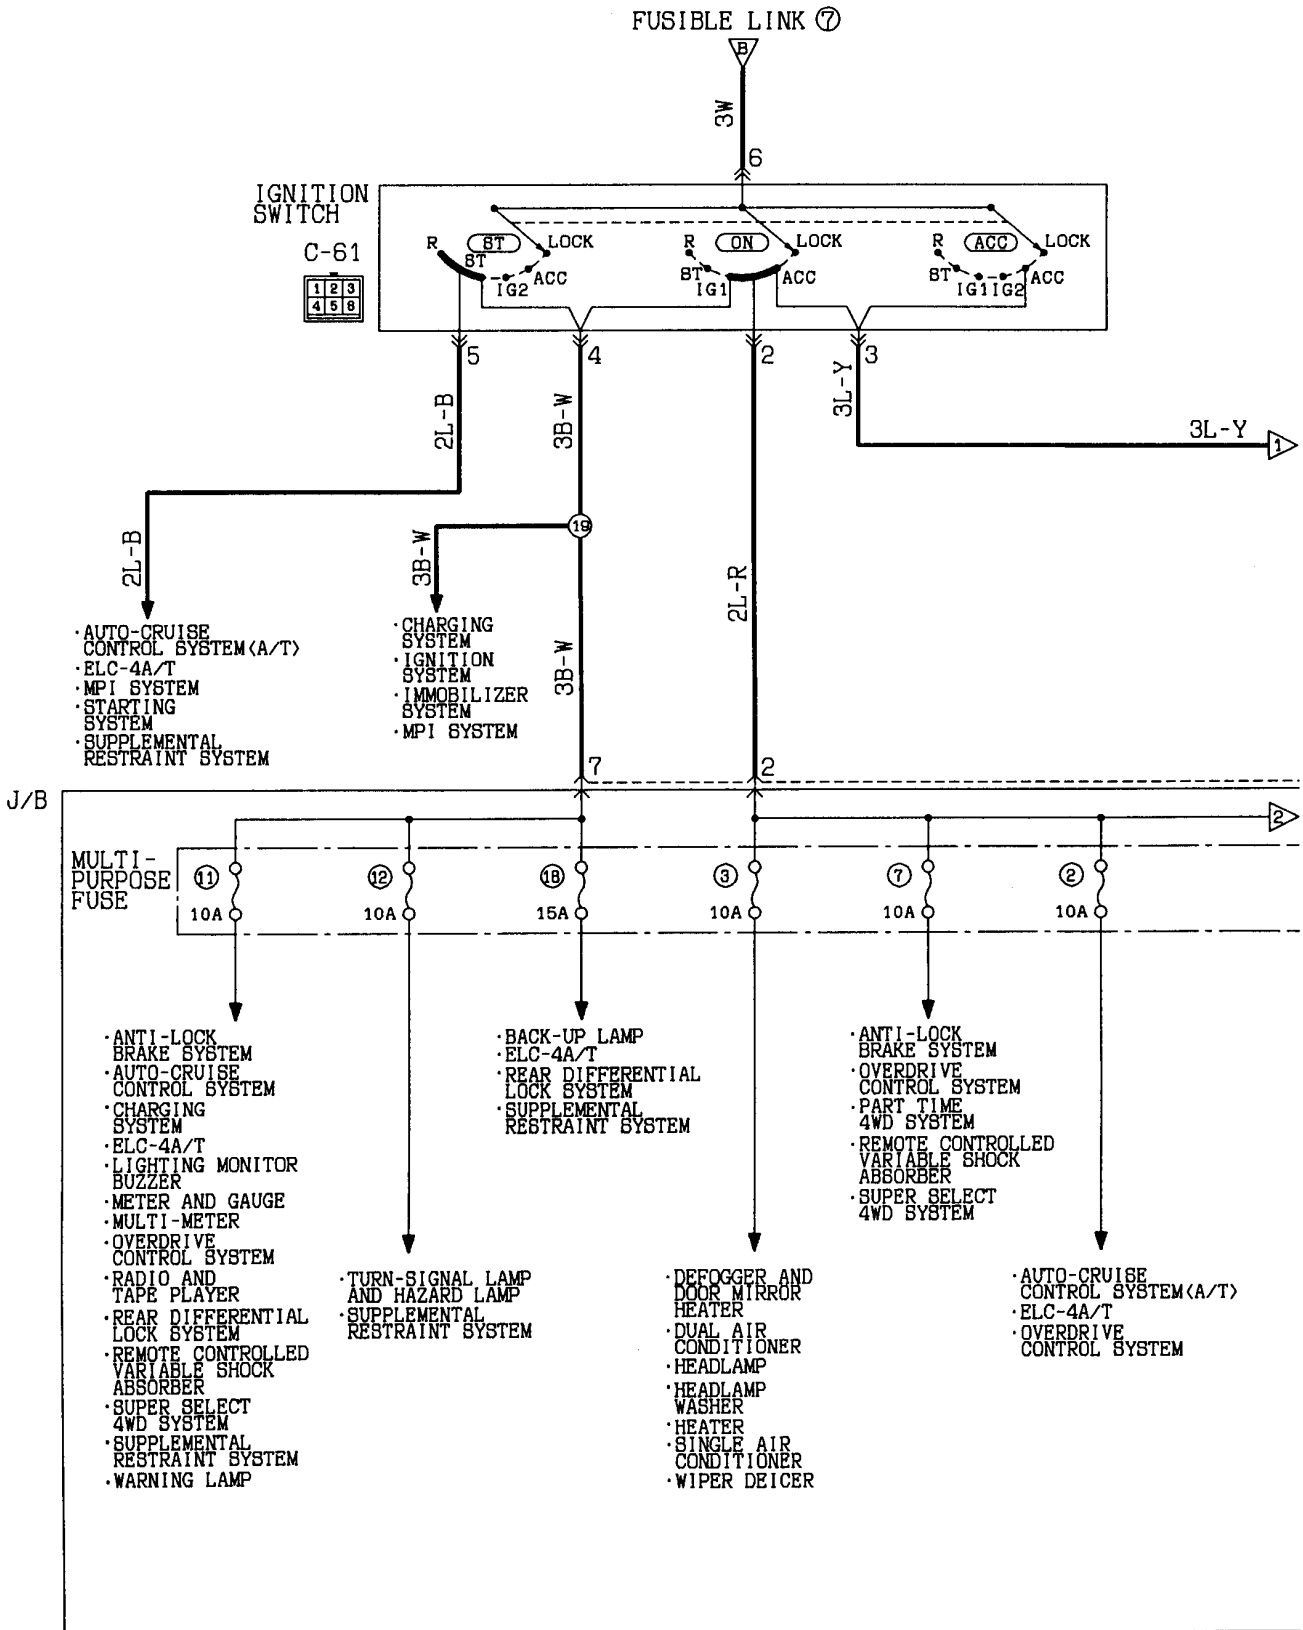 FUSIBLE LINK ⑦
B
3W
6
IGNITION
SWITCH
C-61
1 2 3
4 5 6
R
ST
ST
LOCK
ACC
IG2
R
ON
LOCK
ST
ACC
IG1
R
ACC
LOCK
ST
ACC
IG1 IG2
5
4
2
3
2L-B
3B-W
3L-Y
3L-Y
1
19
2L-B
3B-W
2L-R
3B-W
·AUTO-CRUISE
CONTROL SYSTEM<A/T>
·ELC-4A/T
·MPI SYSTEM
·STARTING
SYSTEM
·SUPPLEMENTAL
RESTRAINT SYSTEM
·CHARGING
SYSTEM
·IGNITION
SYSTEM
·IMMOBILIZER
SYSTEM
·MPI SYSTEM
7
2
J/B
2
MULTI-
PURPOSE
FUSE
⑪
10A
⑫
10A
⑱
15A
③
10A
⑦
10A
②
10A
·ANTI-LOCK
BRAKE SYSTEM
·AUTO-CRUISE
CONTROL SYSTEM
·CHARGING
SYSTEM
·ELC-4A/T
·LIGHTING MONITOR
BUZZER
·METER AND GAUGE
·MULTI-METER
·OVERDRIVE
CONTROL SYSTEM
·RADIO AND
TAPE PLAYER
·REAR DIFFERENTIAL
LOCK SYSTEM
·REMOTE CONTROLLED
VARIABLE SHOCK
ABSORBER
·SUPER SELECT
4WD SYSTEM
·SUPPLEMENTAL
RESTRAINT SYSTEM
·WARNING LAMP
·TURN-SIGNAL LAMP
AND HAZARD LAMP
·SUPPLEMENTAL
RESTRAINT SYSTEM
·BACK-UP LAMP
·ELC-4A/T
·REAR DIFFERENTIAL
LOCK SYSTEM
·SUPPLEMENTAL
RESTRAINT SYSTEM
·DEFOGGER AND
DOOR MIRROR
HEATER
·DUAL AIR
CONDITIONER
·HEADLAMP
·HEADLAMP
WASHER
·HEATER
·SINGLE AIR
CONDITIONER
·WIPER DEICER
·ANTI-LOCK
BRAKE SYSTEM
·OVERDRIVE
CONTROL SYSTEM
·PART TIME
4WD SYSTEM
·REMOTE CONTROLLED
VARIABLE SHOCK
ABSORBER
·SUPER SELECT
4WD SYSTEM
·AUTO-CRUISE
CONTROL SYSTEM<A/T>
·ELC-4A/T
·OVERDRIVE
CONTROL SYSTEM